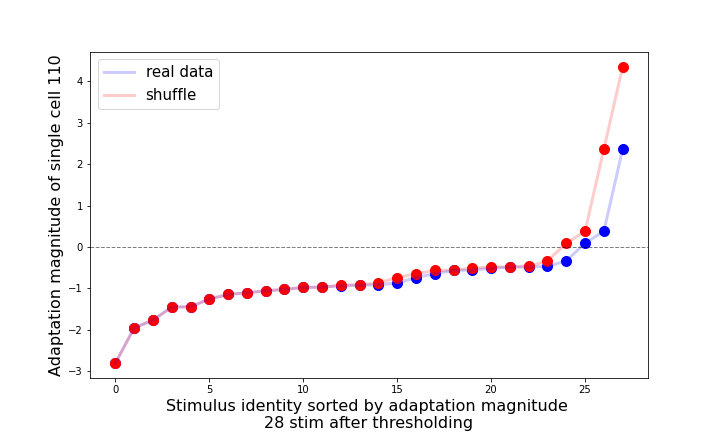 real data
shuffle
Adaptation magnitude of single cell 110
4
3
2
1
0
−1
−2
−3
0
5
10
15
20
25
Stimulus identity sorted by adaptation magnitude
28 stim after thresholding